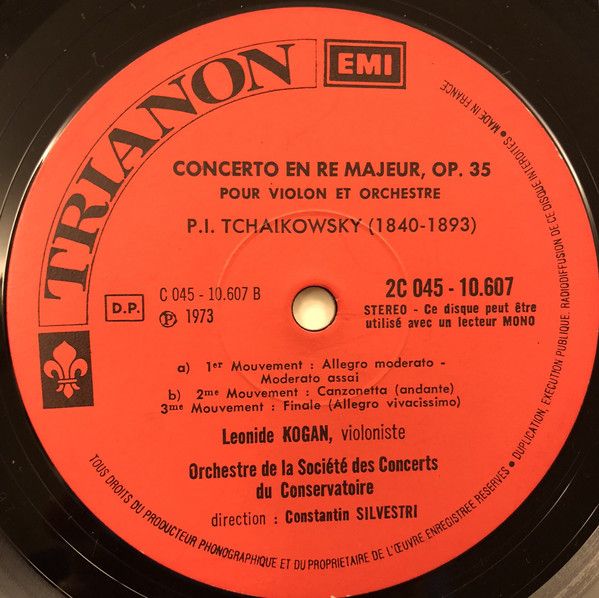 TRIANON
EMI
CONCERTO EN RE MAJEUR, OP. 35
POUR VIOLON ET ORCHESTRE
P.I. TCHAIKOWSKY (1840-1893)
D.P.
C 045 - 10.607 B
Ⓟ 1973
2C 045 - 10.607
STEREO - Ce disque peut être
utilisé avec un lecteur MONO
a) 1er Mouvement : Allegro moderato -
Moderato assai
b) 2me Mouvement : Canzonetta (andante)
3me Mouvement : Finale (Allegro vivacissimo)
Leonide KOGAN, violoniste
Orchestre de la Société des Concerts
du Conservatoire
direction : Constantin SILVESTRI
TOUS DROITS DU PRODUCTEUR PHONOGRAPHIQUE ET DU PROPRIETAIRE DE L'ŒUVRE ENREGISTREE RESERVES • DUPLICATION, EXECUTION PUBLIQUE, RADIODIFFUSION DE CE DISQUE INTERDITES • MADE IN FRANCE •